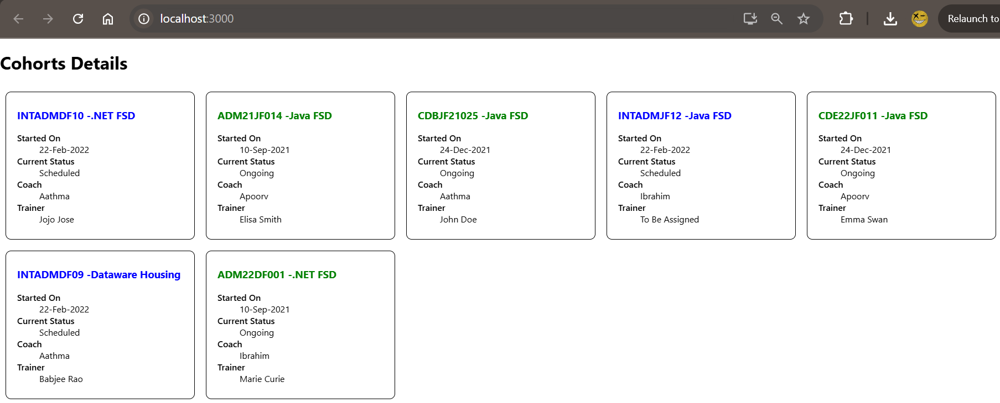 localhost:3000
Relaunch to
Cohorts Details
INTADMDF10 -.NET FSD
Started On
22-Feb-2022
Current Status
Scheduled
Coach
Aathma
Trainer
Jojo Jose
ADM21JF014 -Java FSD
Started On
10-Sep-2021
Current Status
Ongoing
Coach
Apoorv
Trainer
Elisa Smith
CDBJF21025 -Java FSD
Started On
24-Dec-2021
Current Status
Ongoing
Coach
Aathma
Trainer
John Doe
INTADMJF12 -Java FSD
Started On
22-Feb-2022
Current Status
Scheduled
Coach
Ibrahim
Trainer
To Be Assigned
CDE22JF011 -Java FSD
Started On
24-Dec-2021
Current Status
Ongoing
Coach
Apoorv
Trainer
Emma Swan
INTADMDF09 -Dataware Housing
Started On
22-Feb-2022
Current Status
Scheduled
Coach
Aathma
Trainer
Babjee Rao
ADM22DF001 -.NET FSD
Started On
10-Sep-2021
Current Status
Ongoing
Coach
Ibrahim
Trainer
Marie Curie